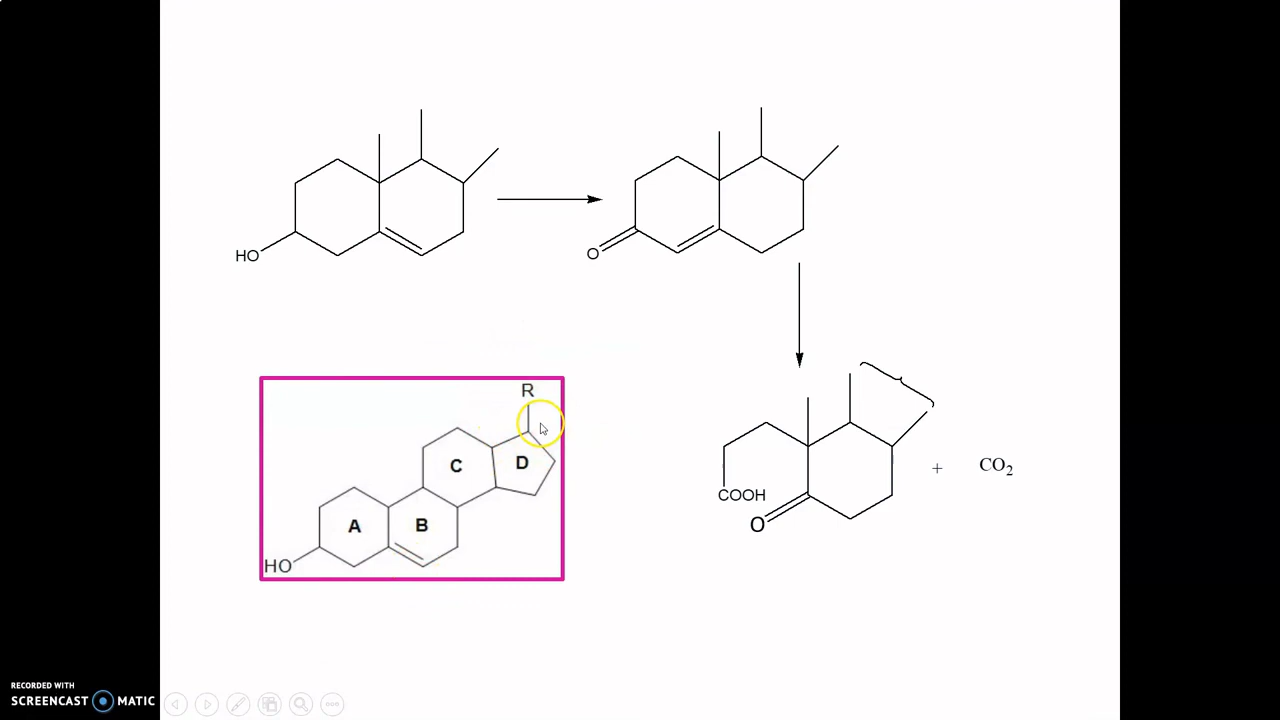 HO
O
R
C
D
A
B
HO
COOH
O
+
CO₂
RECORDED WITH
SCREENCAST MATIC